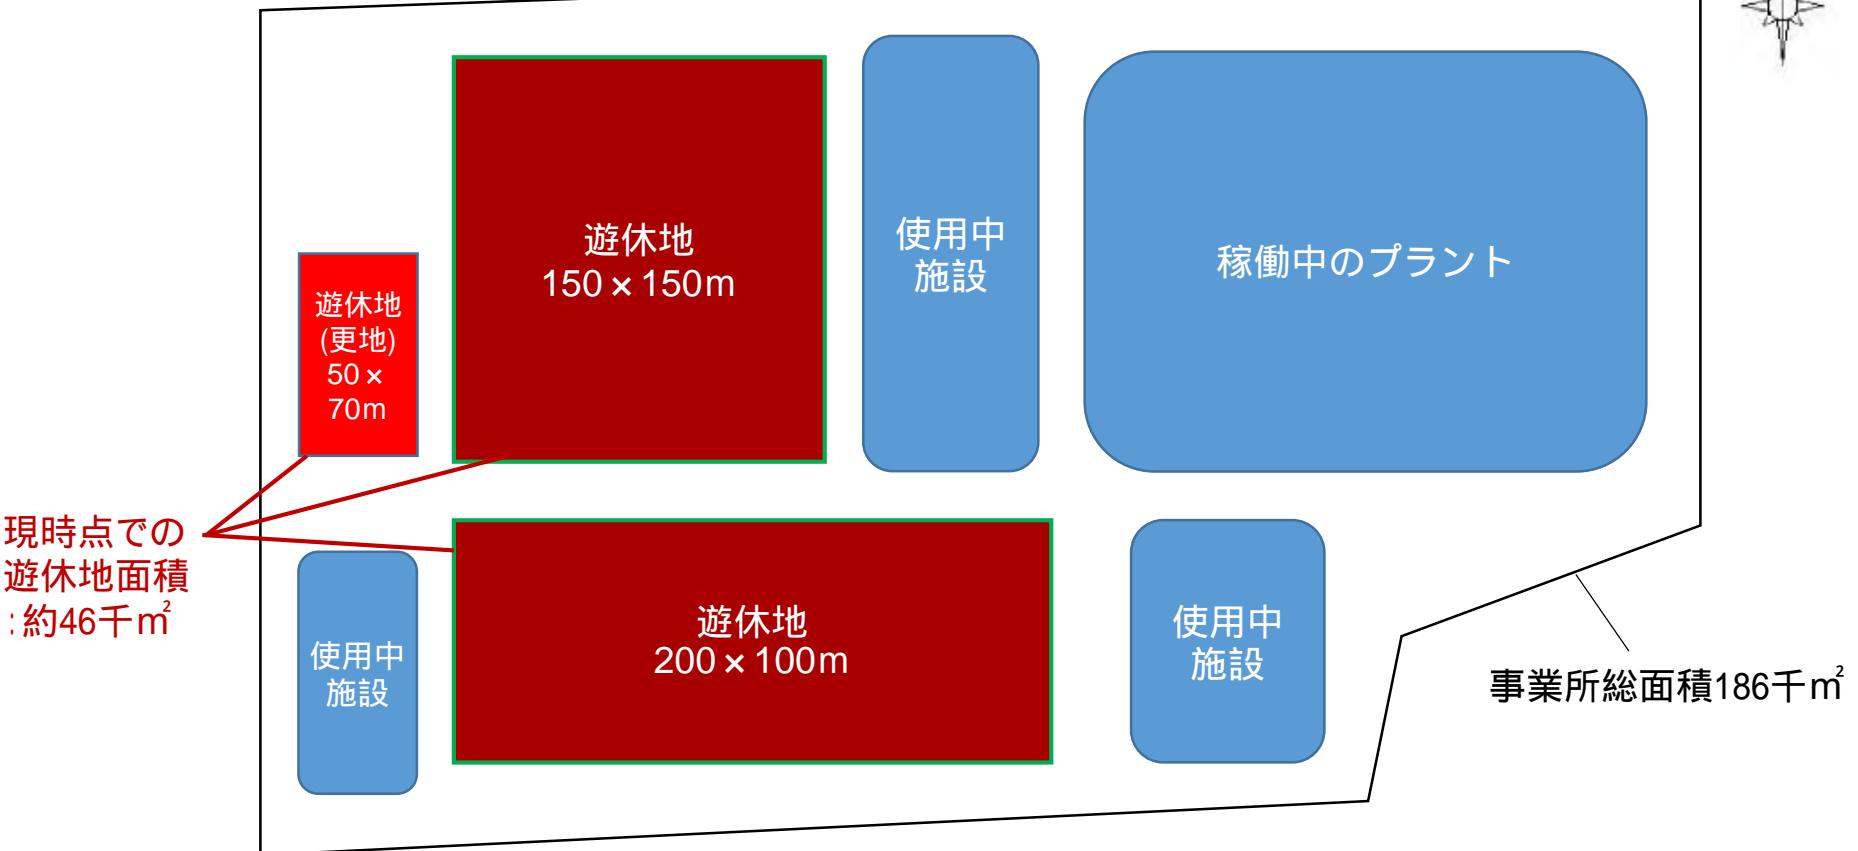 遊休地
150×150m
使用中
施設
稼働中のプラント
遊休地
(更地)
50×
70m
現時点での
遊休地面積
:約46千㎡
使用中
施設
遊休地
200×100m
使用中
施設
事業所総面積186千㎡